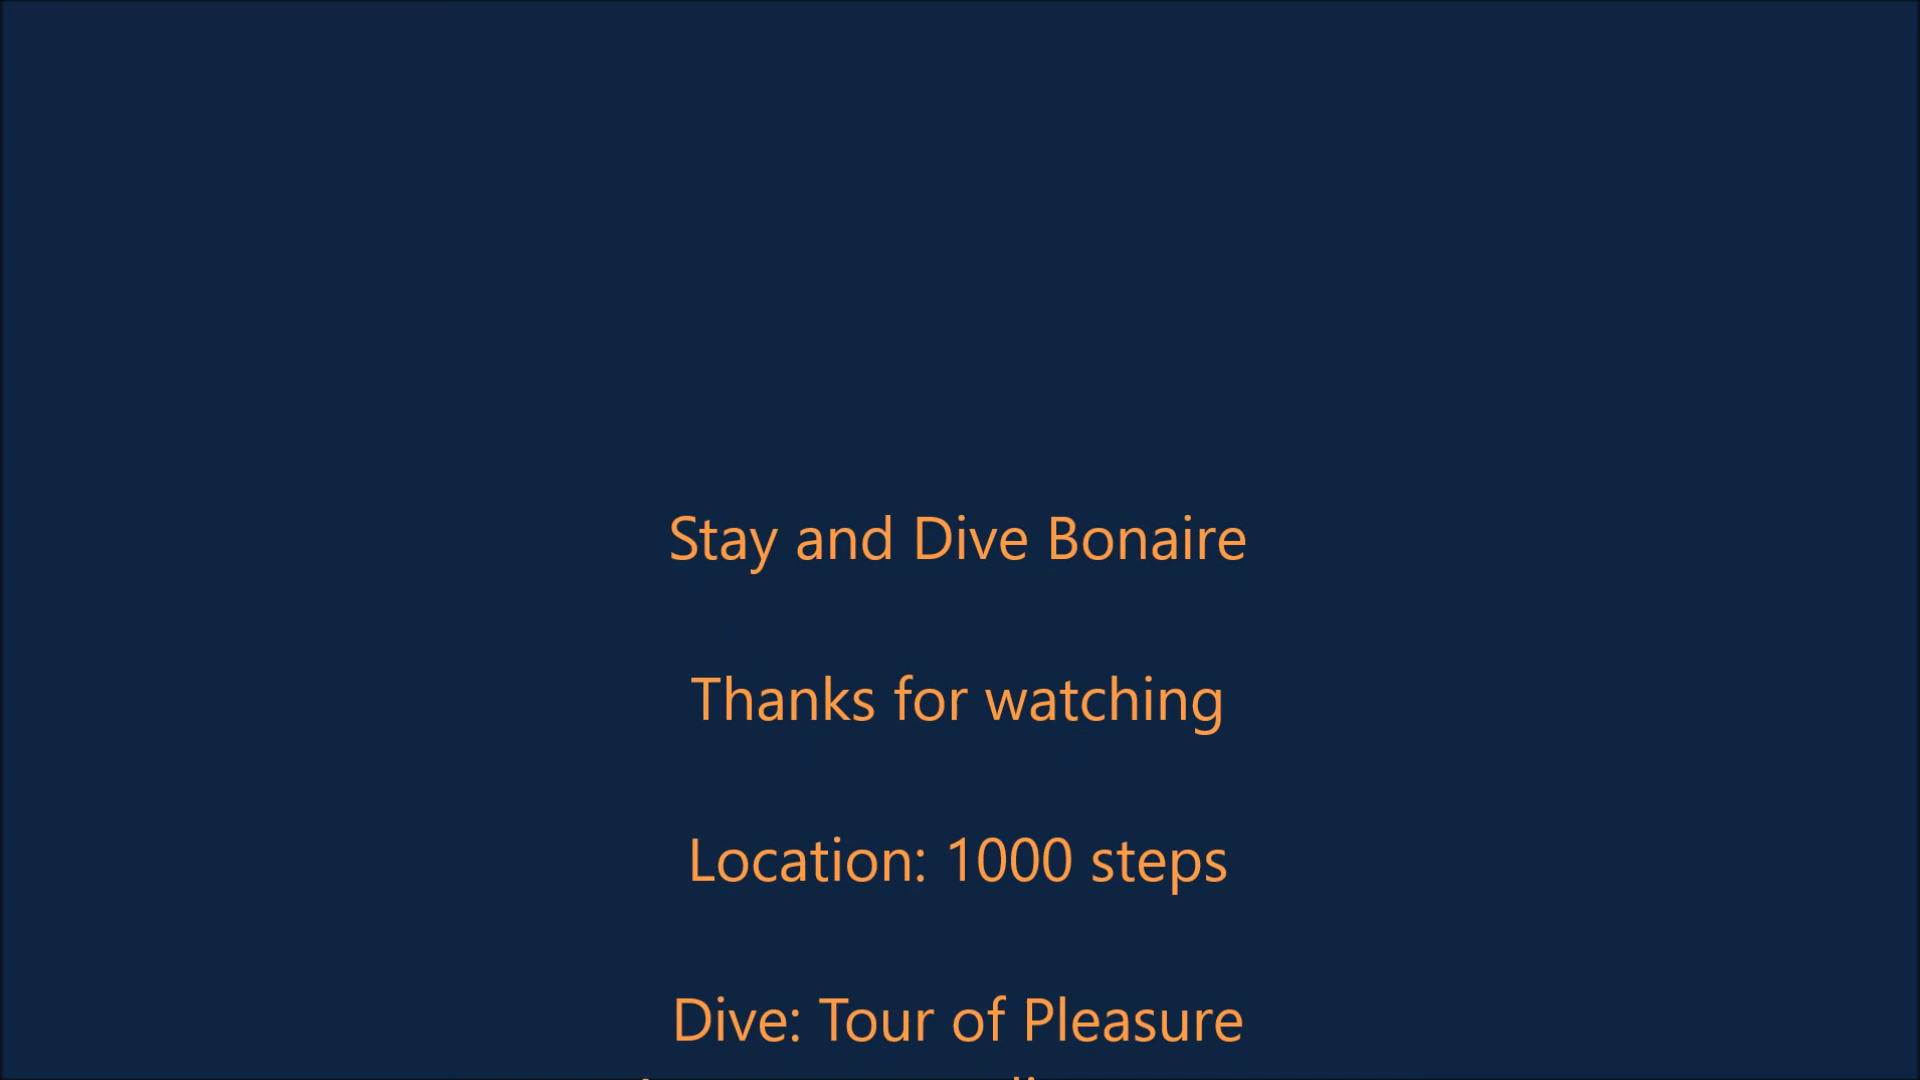 Stay and Dive Bonaire
Thanks for watching
Location: 1000 steps
Dive: Tour of Pleasure